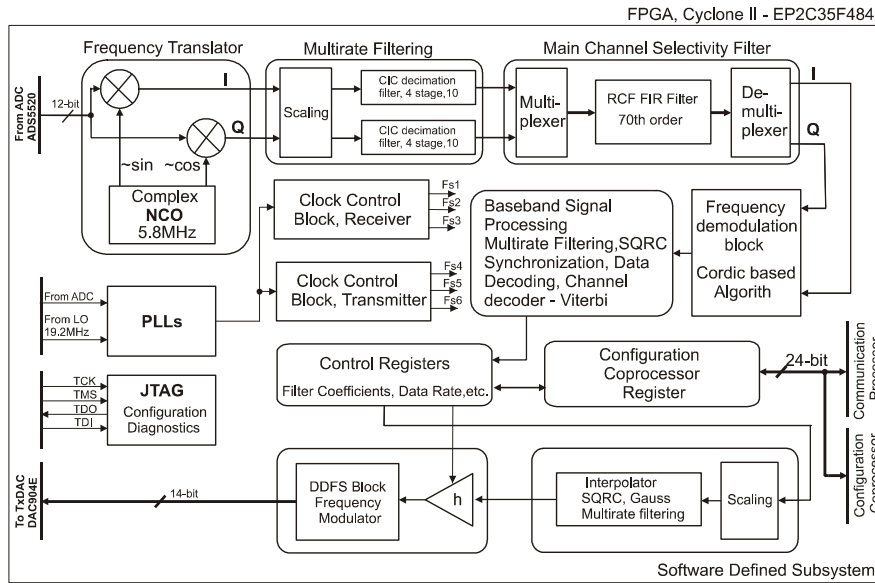 FPGA, Cyclone II - EP2C35F484
Frequency Translator
Multirate Filtering
Main Channel Selectivity Filter
From ADC
ADS5520
12-bit
I
Q
~sin
~cos
Complex
NCO
5.8MHz
Scaling
CIC decimation
filter, 4 stage,10
CIC decimation
filter, 4 stage,10
Multi-
plexer
RCF FIR Filter
70th order
De-
multi-
plexer
I
Q
Clock Control
Block, Receiver
Fs1
Fs2
Fs3
Clock Control
Block, Transmitter
Fs4
Fs5
Fs6
Baseband Signal
Processing
Multirate Filtering,SQRC
Synchronization, Data
Decoding, Channel
decoder - Viterbi
Frequency
demodulation
block
Cordic based
Algorith
From ADC
From LO
19.2MHz
PLLs
TCK
TMS
TDO
TDI
JTAG
Configuration
Diagnostics
Control Registers
Filter Coefficients, Data Rate,etc.
Configuration
Coprocessor
Register
24-bit
Communication
Processor
Configuration
Coprocessor
To TxDAC
DAC904E
14-bit
DDFS Block
Frequency
Modulator
h
Interpolator
SQRC, Gauss
Multirate filtering
Scaling
Software Defined Subsystem